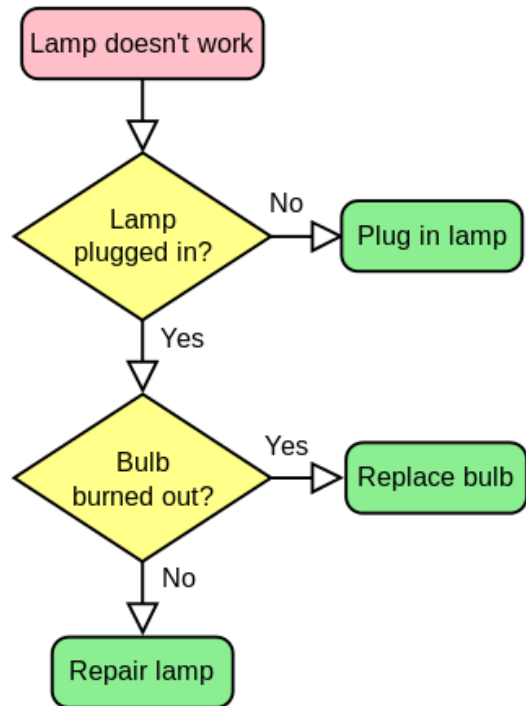 Lamp doesn't work
Lamp
plugged in?
No
Plug in lamp
Yes
Bulb
burned out?
Yes
Replace bulb
No
Repair lamp